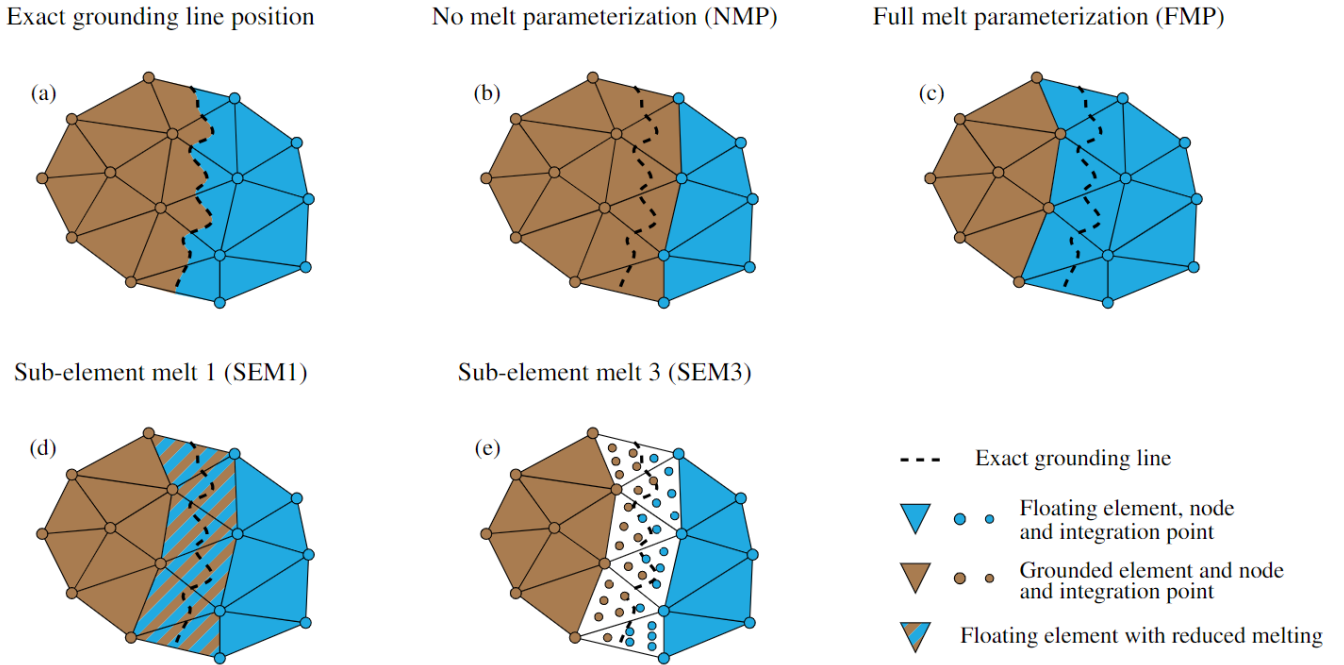 Exact grounding line position
No melt parameterization (NMP)
Full melt parameterization (FMP)
(a)
(b)
(c)
Sub-element melt 1 (SEM1)
Sub-element melt 3 (SEM3)
(d)
(e)
Exact grounding line
Floating element, node
and integration point
Grounded element and node
and integration point
Floating element with reduced melting